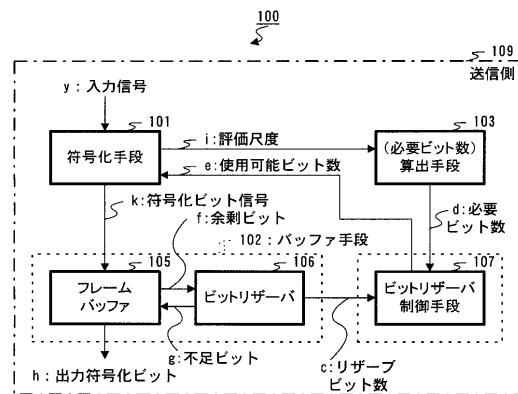 100
109
送信側
y：入力信号
101
103
符号化手段
i:評価尺度
(必要ビット数)
算出手段
e:使用可能ビット数
k:符号化ビット信号
f:余剰ビット
d:必要
ビット数
102：バッファ手段
105
106
107
フレーム
バッファ
ビットリザーバ
ビットリザーバ
制御手段
g:不足ビット
c:リザーブ
ビット数
h：出力符号化ビット